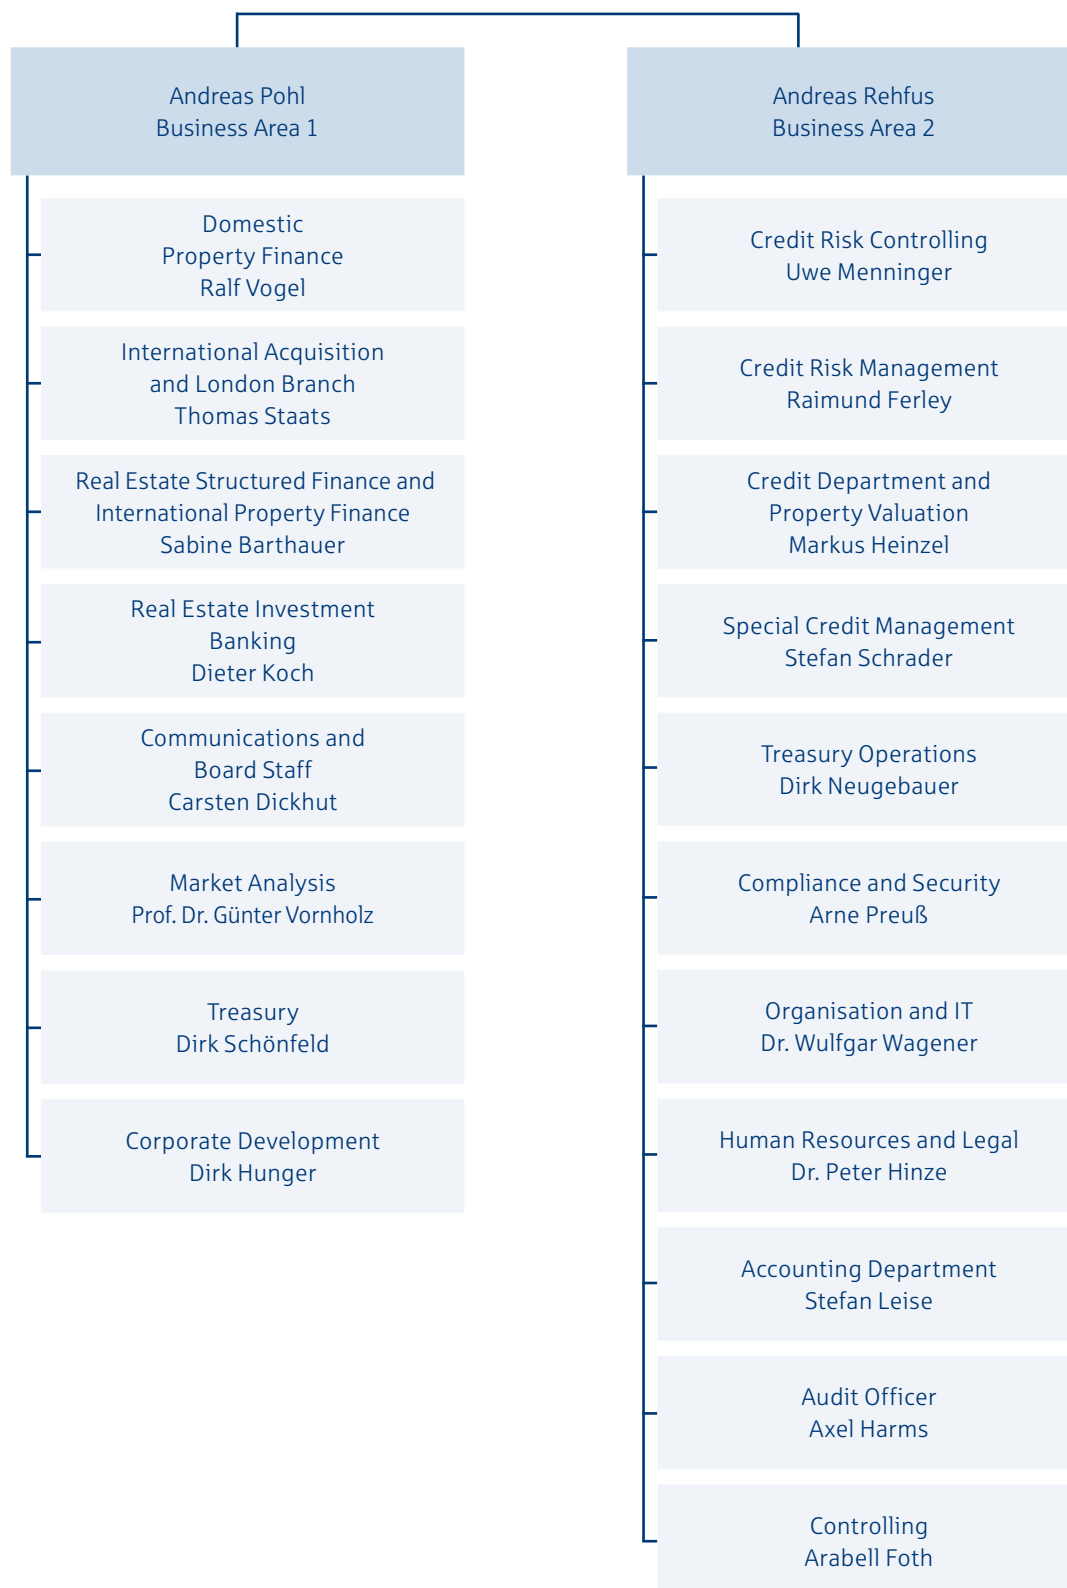 Andreas Pohl
Business Area 1
Domestic
Property Finance
Ralf Vogel
International Acquisition
and London Branch
Thomas Staats
Real Estate Structured Finance and
International Property Finance
Sabine Barthauer
Real Estate Investment
Banking
Dieter Koch
Communications and
Board Staff
Carsten Dickhut
Market Analysis
Prof. Dr. Günter Vornholz
Treasury
Dirk Schönfeld
Corporate Development
Dirk Hunger
Andreas Rehfus
Business Area 2
Credit Risk Controlling
Uwe Menninger
Credit Risk Management
Raimund Ferley
Credit Department and
Property Valuation
Markus Heinzel
Special Credit Management
Stefan Schrader
Treasury Operations
Dirk Neugebauer
Compliance and Security
Arne Preuß
Organisation and IT
Dr. Wulfgar Wagener
Human Resources and Legal
Dr. Peter Hinze
Accounting Department
Stefan Leise
Audit Officer
Axel Harms
Controlling
Arabell Foth